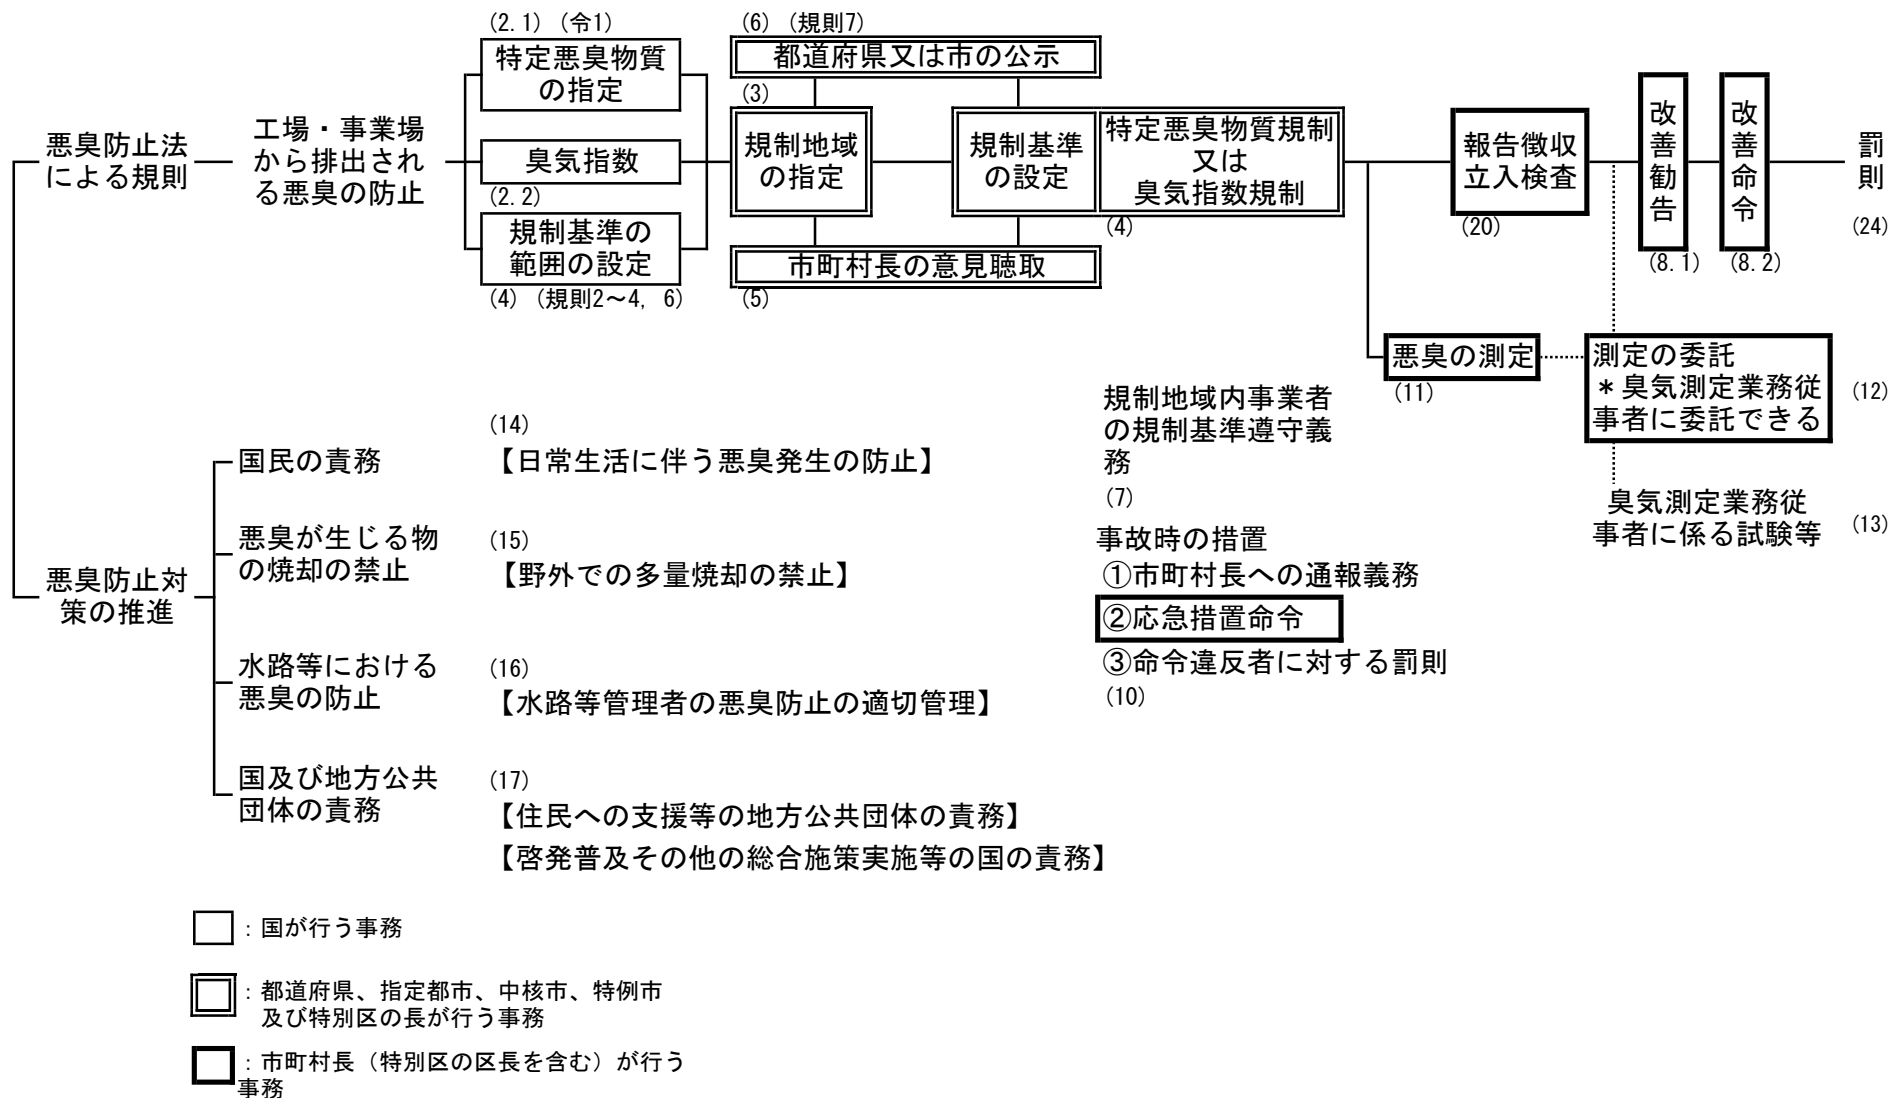 (2.1) (令1)
特定悪臭物質
の指定
(6) (規則7)
都道府県又は市の公示
(3)
悪臭防止法
による規則
工場・事業場
から排出され
る悪臭の防止
臭気指数
(2.2)
規制基準の
範囲の設定
(4) (規則2～4, 6)
規制地域
の指定
規制基準
の設定
特定悪臭物質規制
又は
臭気指数規制
(4)
市町村長の意見聴取
(5)
報告徴収
立入検査
(20)
改善勧告
(8.1)
改善命令
(8.2)
罰則
(24)
悪臭の測定
(11)
測定の委託
＊臭気測定業務従
事者に委託できる
(12)
臭気測定業務従
事者に係る試験等
(13)
規制地域内事業者
の規制基準遵守義
務
(7)
事故時の措置
①市町村長への通報義務
②応急措置命令
③命令違反者に対する罰則
(10)
悪臭防止対
策の推進
国民の責務
(14)
【日常生活に伴う悪臭発生の防止】
悪臭が生じる物
の焼却の禁止
(15)
【野外での多量焼却の禁止】
水路等における
悪臭の防止
(16)
【水路等管理者の悪臭防止の適切管理】
国及び地方公共
団体の責務
(17)
【住民への支援等の地方公共団体の責務】
【啓発普及その他の総合施策実施等の国の責務】
：国が行う事務
：都道府県、指定都市、中核市、特例市
及び特別区の長が行う事務
：市町村長（特別区の区長を含む）が行う
事務